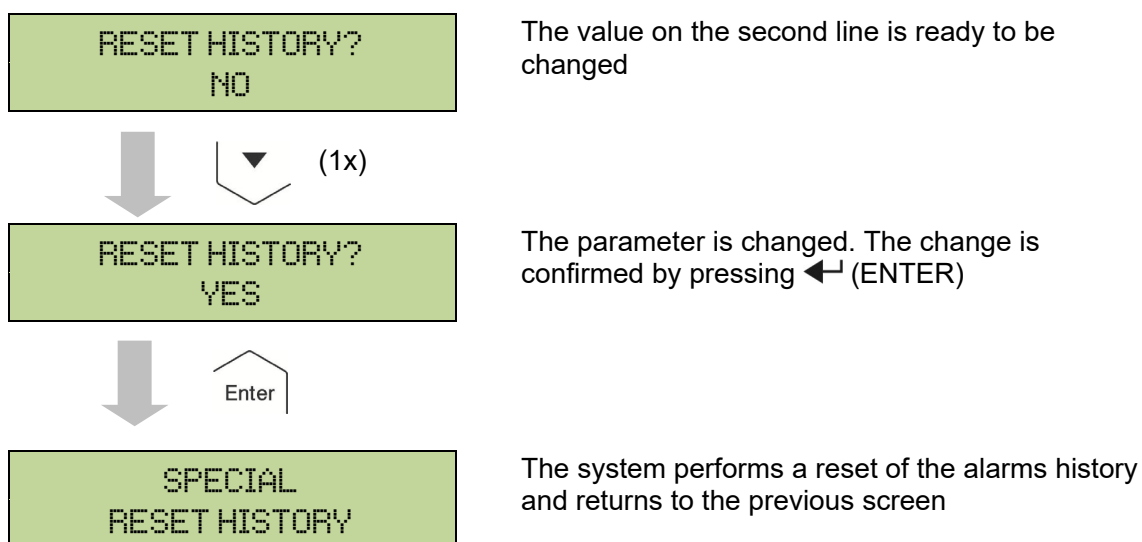 RESET HISTORY?
NO
The value on the second line is ready to be
changed
(1x)
RESET HISTORY?
YES
The parameter is changed. The change is
confirmed by pressing (ENTER)
Enter
SPECIAL
RESET HISTORY
The system performs a reset of the alarms history
and returns to the previous screen